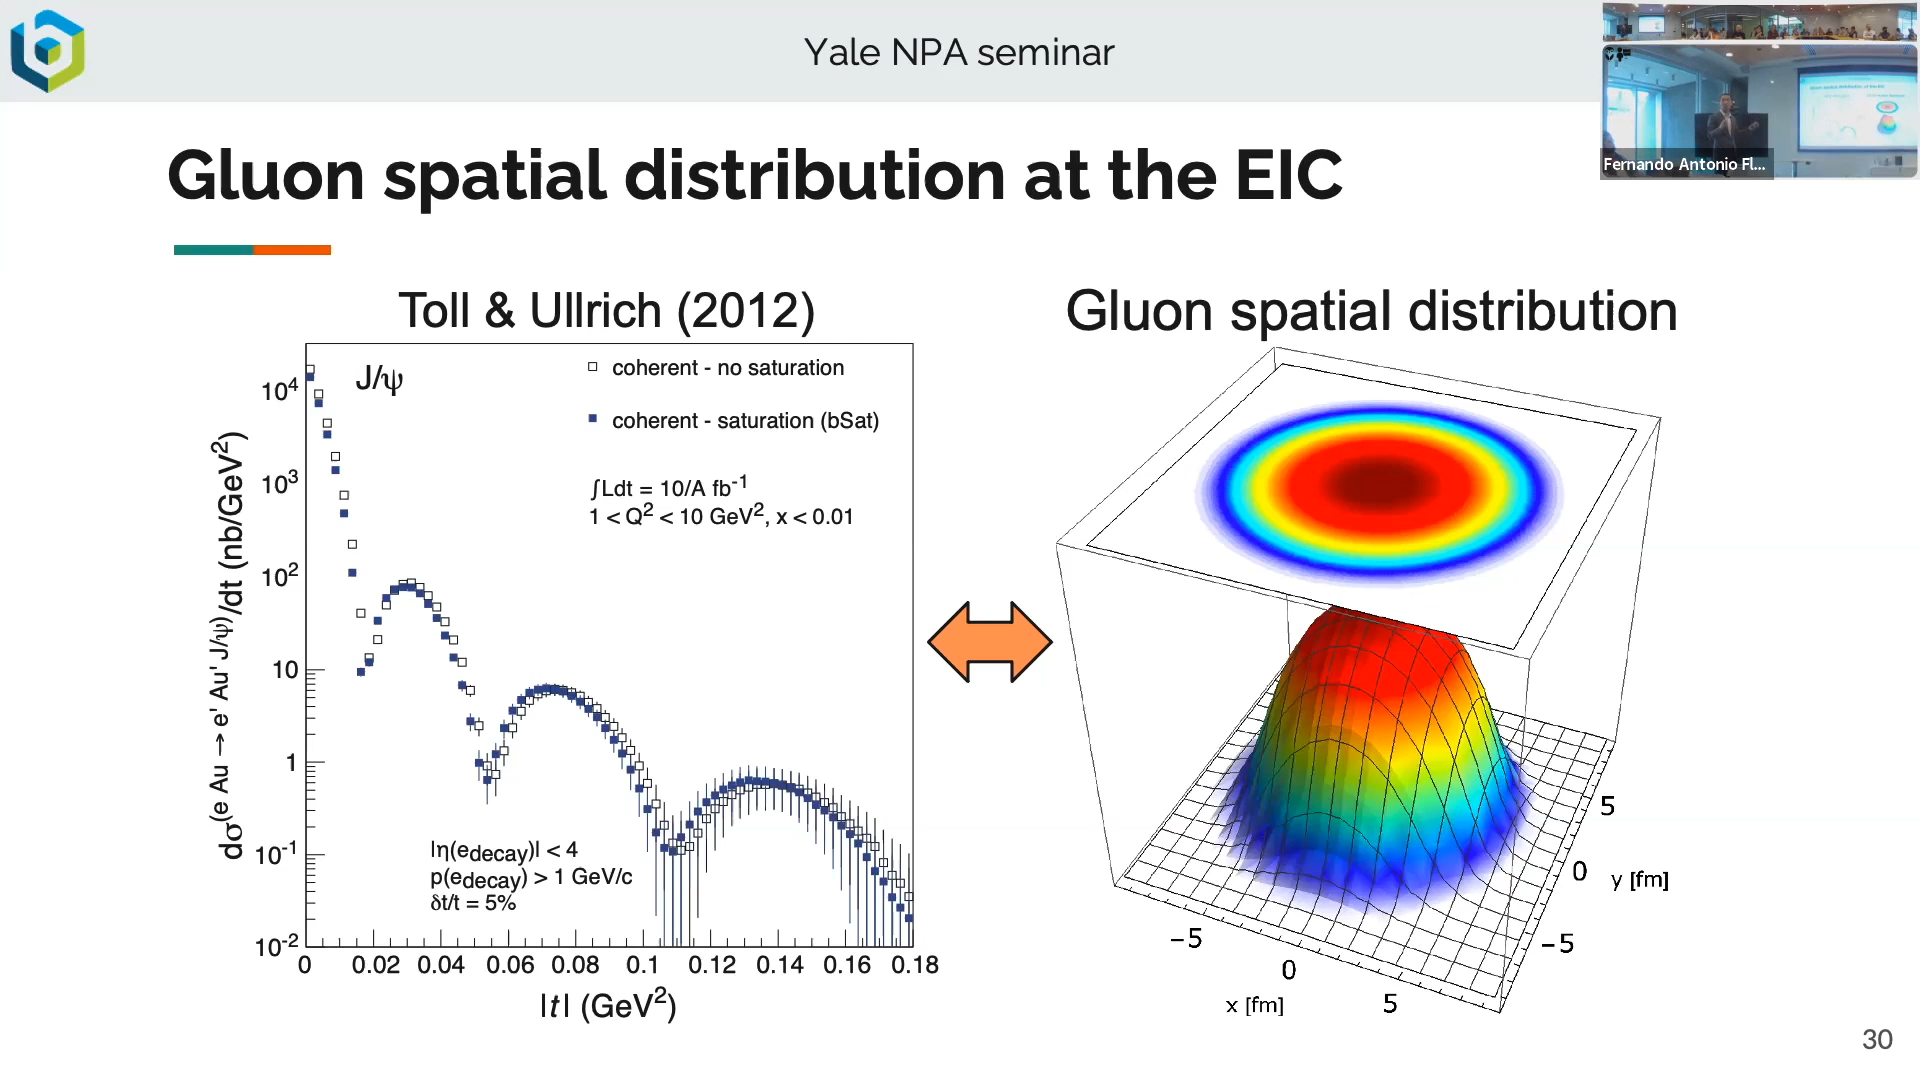 Yale NPA seminar
Fernando Antonio Fl...
Gluon spatial distribution at the EIC
Toll & Ullrich (2012)
J/ψ
coherent - no saturation
coherent - saturation (bSat)
∫Ldt = 10/A fb⁻¹
1 < Q² < 10 GeV², x < 0.01
|η(e_decay)| < 4
p(e_decay) > 1 GeV/c
δt/t = 5%
dσ(e Au → e' Au' J/ψ)/dt (nb/GeV²)
10⁴
10³
10²
10
1
10⁻¹
10⁻²
0 0.02 0.04 0.06 0.08 0.1 0.12 0.14 0.16 0.18
|t| (GeV²)
Gluon spatial distribution
5
0
−5
y [fm]
−5
0
5
x [fm]
30